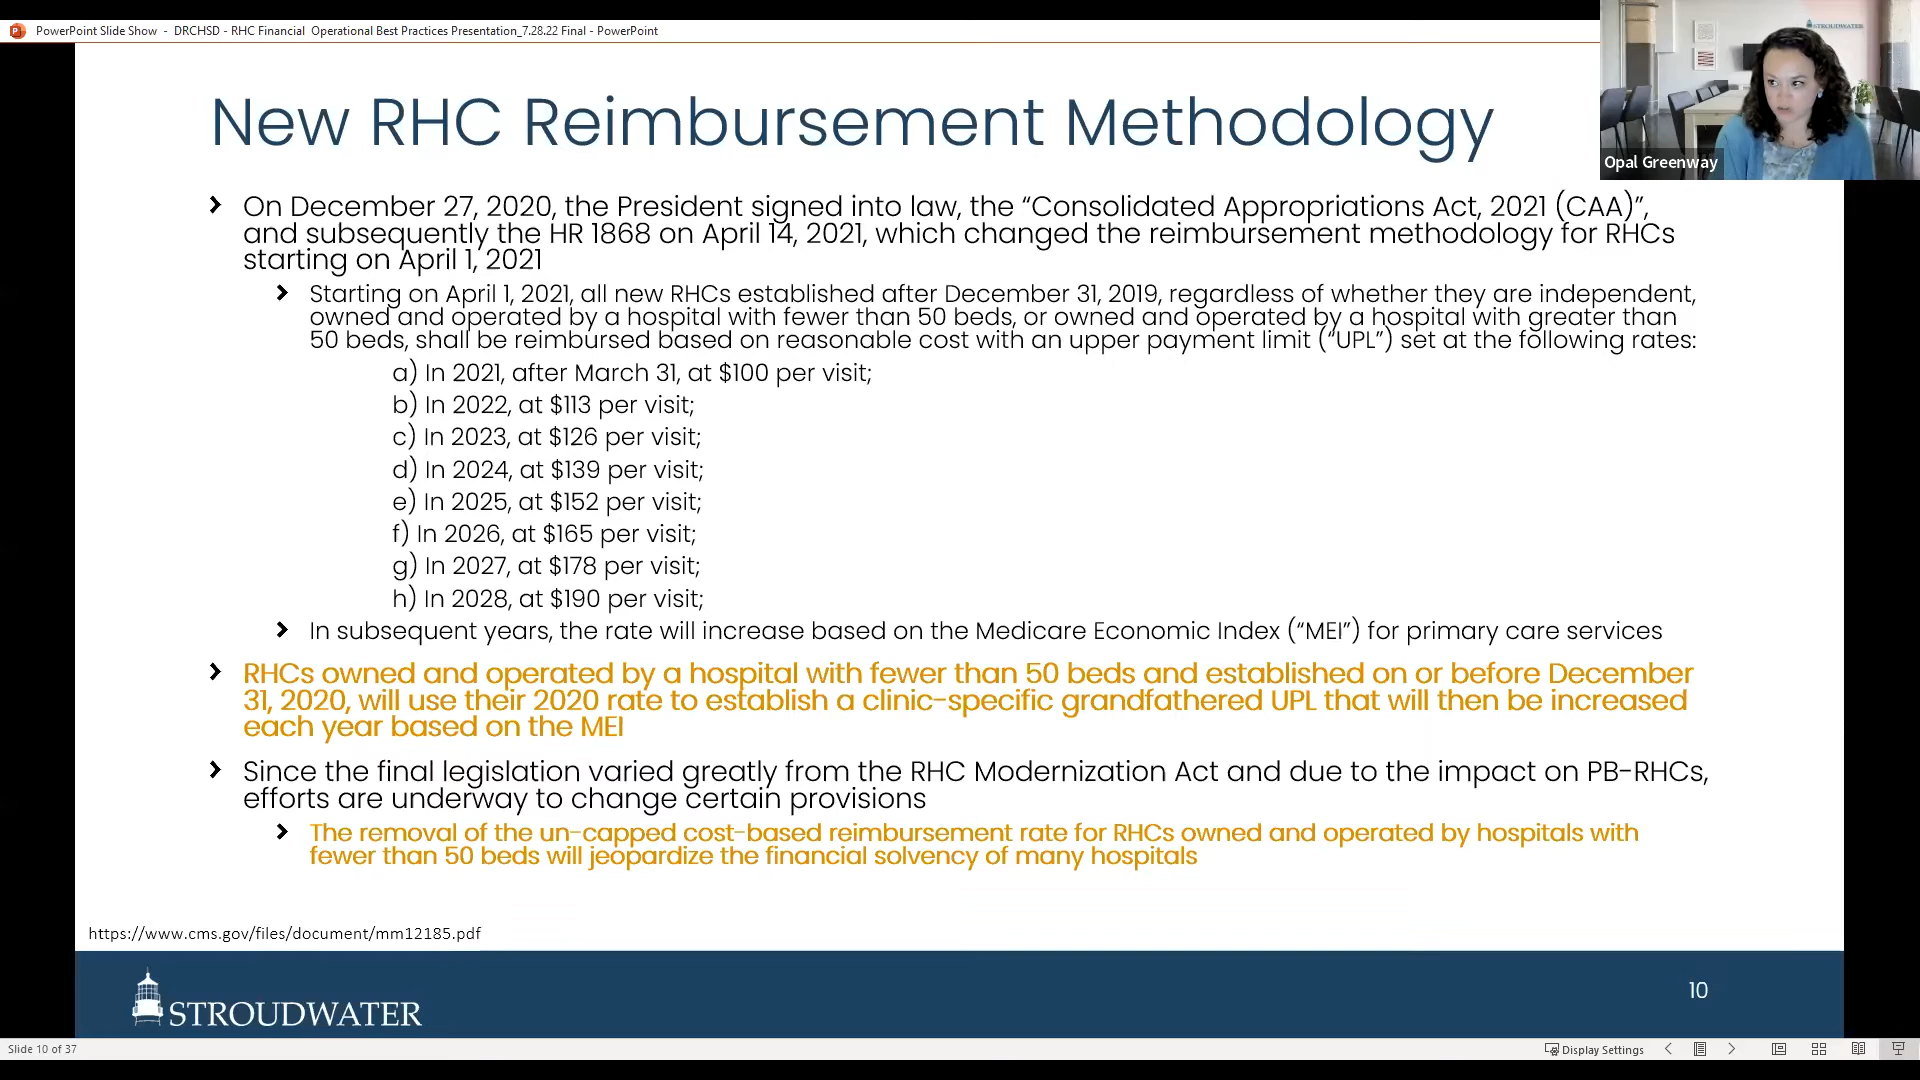 PowerPoint Slide Show - DRCHSD - RHC Financial Operational Best Practices Presentation_7.28.22 Final - PowerPoint
STROUDWATER
Opal Greenway
New RHC Reimbursement Methodology
On December 27, 2020, the President signed into law, the “Consolidated Appropriations Act, 2021 (CAA)”,
and subsequently the HR 1868 on April 14, 2021, which changed the reimbursement methodology for RHCs
starting on April 1, 2021
Starting on April 1, 2021, all new RHCs established after December 31, 2019, regardless of whether they are independent,
owned and operated by a hospital with fewer than 50 beds, or owned and operated by a hospital with greater than
50 beds, shall be reimbursed based on reasonable cost with an upper payment limit (“UPL”) set at the following rates:
a) In 2021, after March 31, at $100 per visit;
b) In 2022, at $113 per visit;
c) In 2023, at $126 per visit;
d) In 2024, at $139 per visit;
e) In 2025, at $152 per visit;
f) In 2026, at $165 per visit;
g) In 2027, at $178 per visit;
h) In 2028, at $190 per visit;
In subsequent years, the rate will increase based on the Medicare Economic Index (“MEI”) for primary care services
RHCs owned and operated by a hospital with fewer than 50 beds and established on or before December
31, 2020, will use their 2020 rate to establish a clinic-specific grandfathered UPL that will then be increased
each year based on the MEI
Since the final legislation varied greatly from the RHC Modernization Act and due to the impact on PB-RHCs,
efforts are underway to change certain provisions
The removal of the un-capped cost-based reimbursement rate for RHCs owned and operated by hospitals with
fewer than 50 beds will jeopardize the financial solvency of many hospitals
https://www.cms.gov/files/document/mm12185.pdf
STROUDWATER
10
Slide 10 of 37
Display Settings